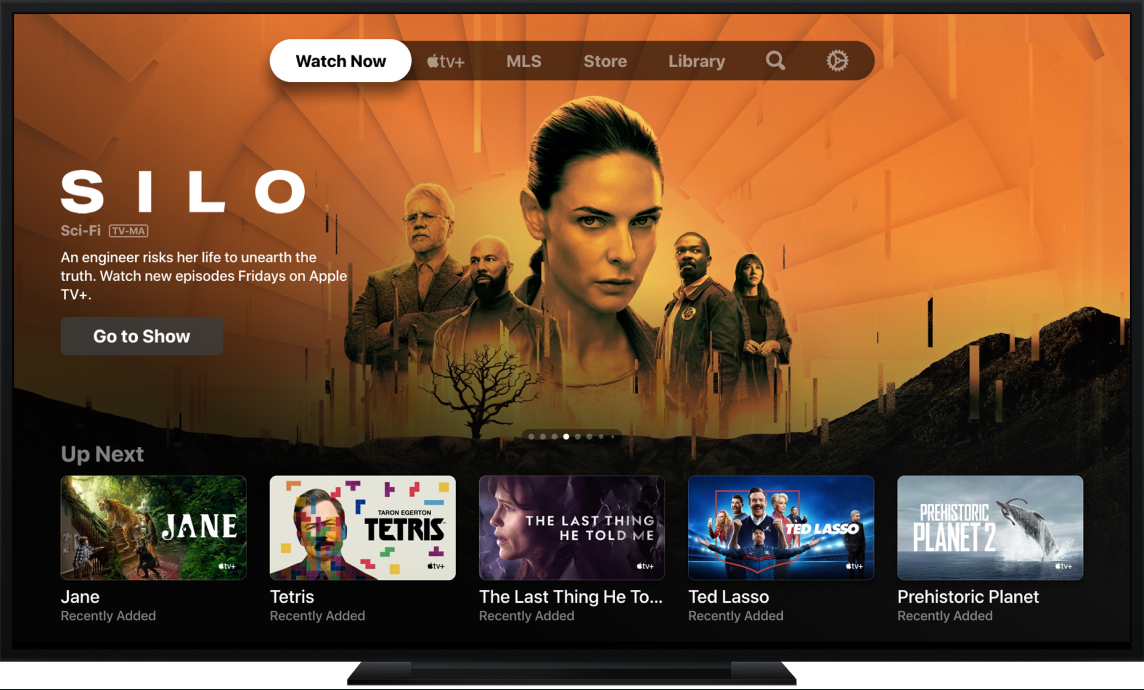 Watch Now
tv+
MLS
Store
Library
SILO
Sci-Fi TV-MA
An engineer risks her life to unearth the
truth. Watch new episodes Fridays on Apple
TV+.
Go to Show
Up Next
JANE
tv+
Jane
Recently Added
TARON EGERTON
TETRIS
tv+
Tetris
Recently Added
THE LAST THING
HE TOLD ME
tv+
The Last Thing He To...
Recently Added
TED LASSO
tv+
Ted Lasso
Recently Added
PREHISTORIC
PLANET 2
tv+
Prehistoric Planet
Recently Added